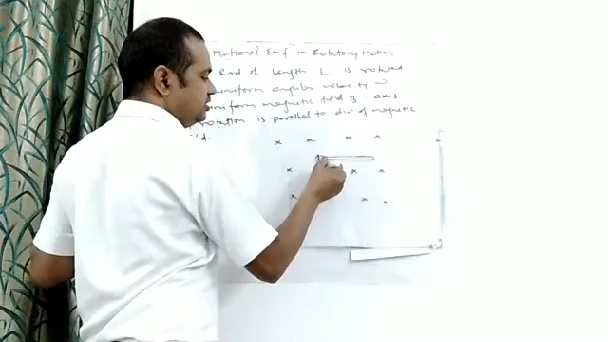 Motional Emf in Rotatory Motion
Rod of length L is rotated
uniform angular velocity ω
uniform magnetic field B. axis
rotation is parallel to dir of magnetic
x x x x
x x x
x x x